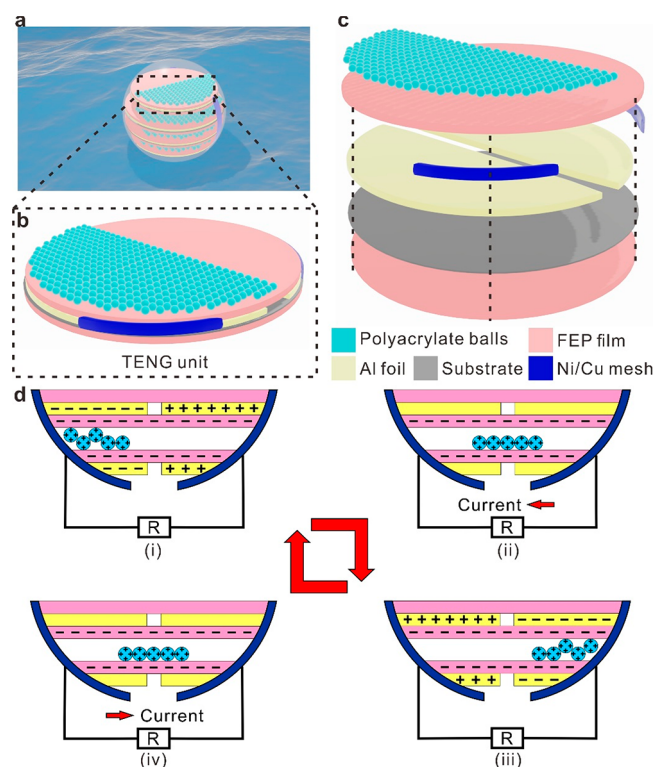 a
b
TENG unit
c
Polyacrylate balls
FEP film
Al foil
Substrate
Ni/Cu mesh
d
− − − − − − − −
+ + + + + + +
− − − − − − − − − − − − − −
− − − − − − − − − −
− − −
+ + +
R
(i)
− − − − − − − − − − − − − −
− − − − − − − − − −
Current
R
(ii)
− − − − − − − − − − − − − −
− − − − − − − − − −
Current
R
(iv)
+ + + + + + +
− − − − − − − −
− − − − − − − − − − − − − −
− − − − − − − − − −
+ + +
− − − −
R
(iii)